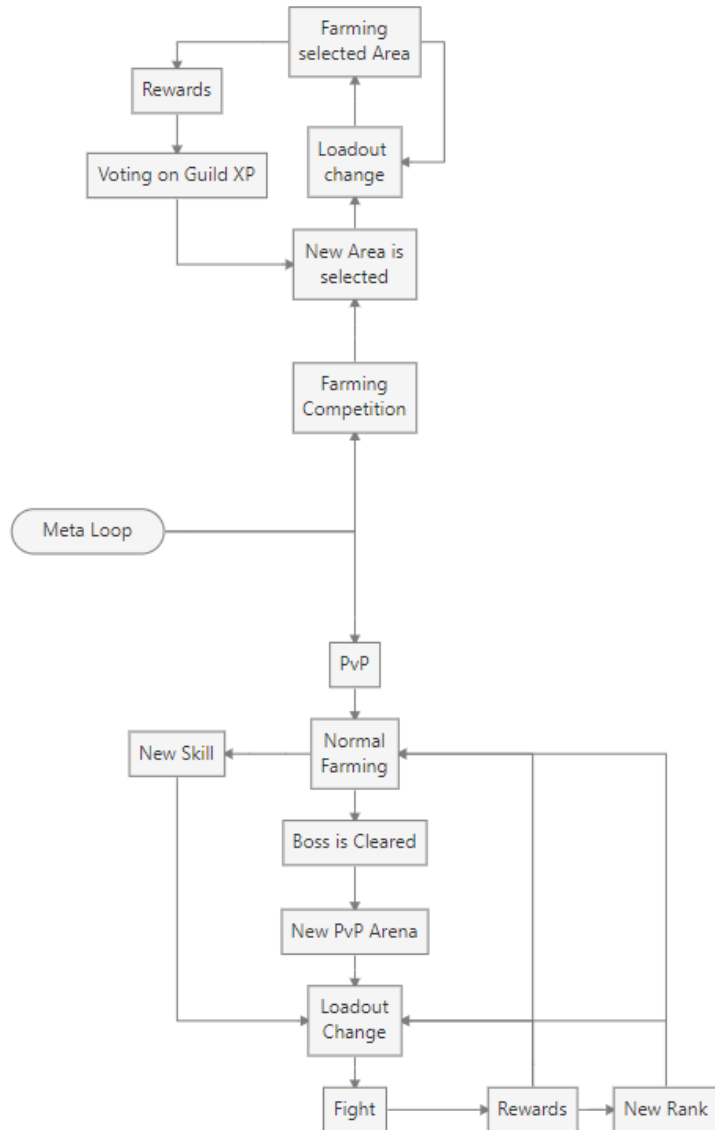 Farming
selected Area
Rewards
Loadout
change
Voting on Guild XP
New Area is
selected
Farming
Competition
Meta Loop
PvP
New Skill
Normal
Farming
Boss is Cleared
New PvP Arena
Loadout
Change
Fight
Rewards
New Rank